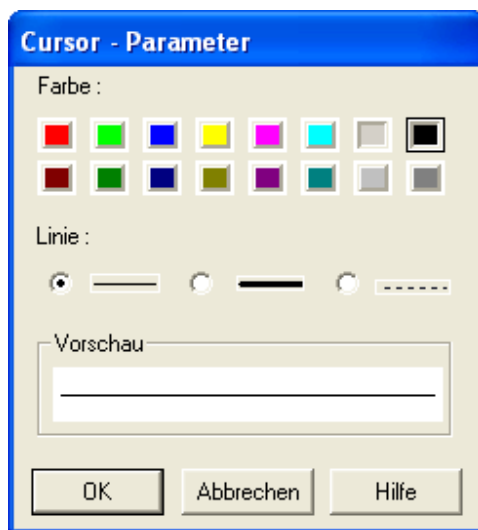 Cursor - Parameter
Farbe :
Linie :
Vorschau
OK Abbrechen Hilfe